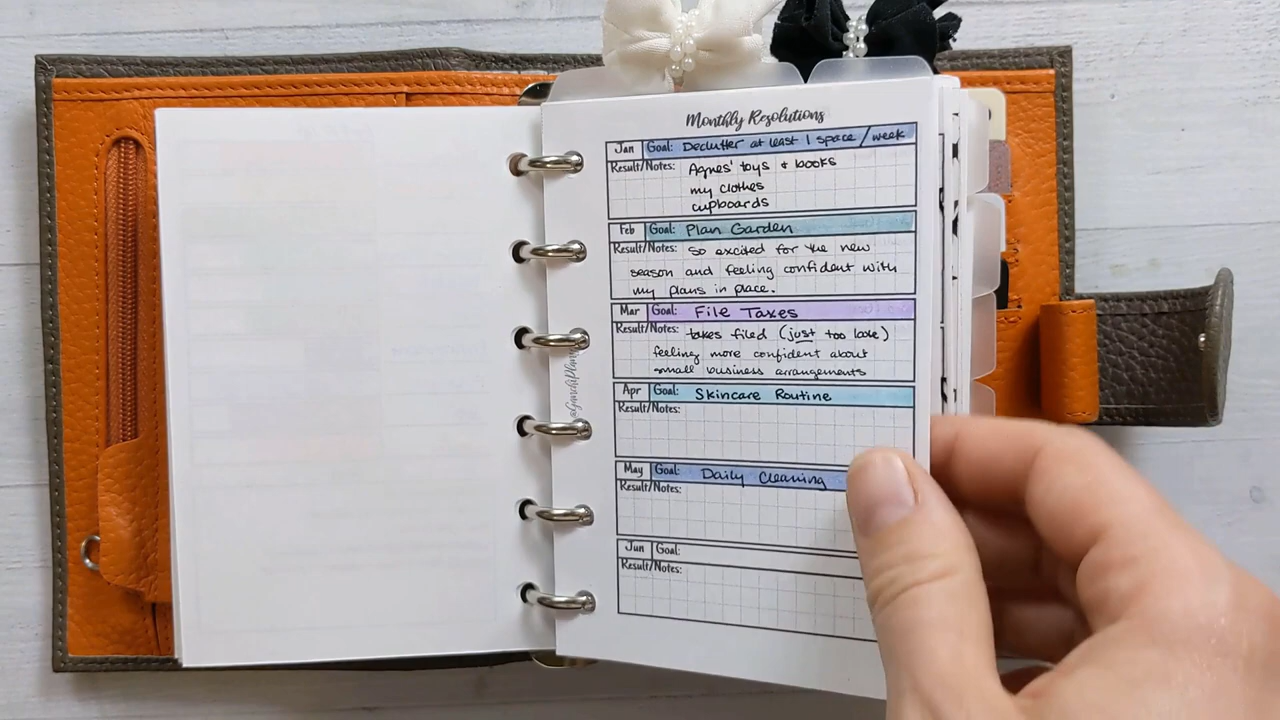 Monthly Resolutions
Jan Goal: Declutter at least 1 space / week
Result/Notes: Agnes' toys + books
my clothes
cupboards
Feb Goal: Plan Garden
Result/Notes: So excited for the new
season and feeling confident with
my plans in place.
Mar Goal: File Taxes
Result/Notes: taxes filed (just too late)
feeling more confident about
small business arrangements
Apr Goal: Skincare Routine
Result/Notes:
May Goal: Daily Cleaning
Result/Notes:
Jun Goal:
Result/Notes: